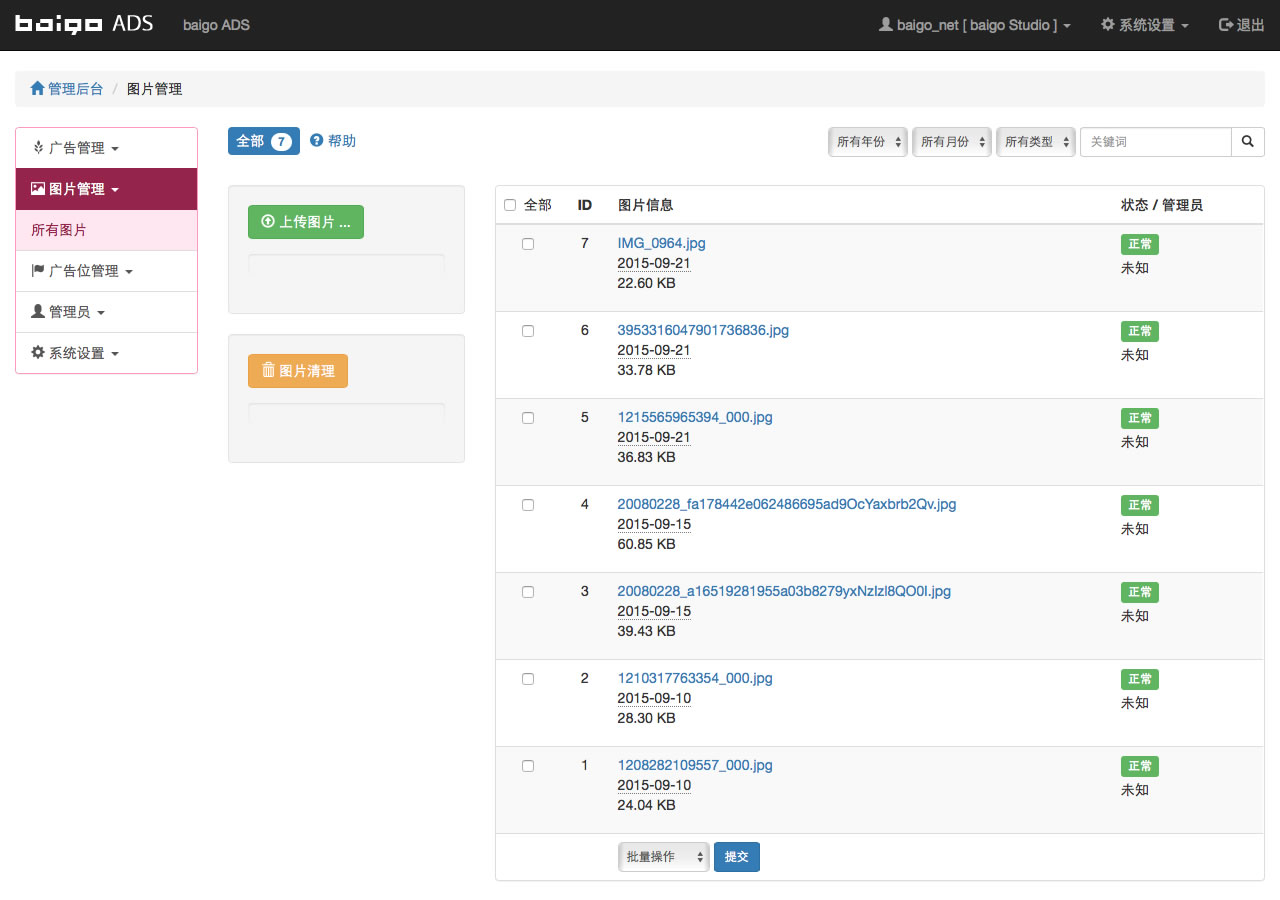 baigo ADS baigo ADS baigo_net [ baigo Studio ] 系统设置 退出
管理后台 / 图片管理
广告管理
图片管理
所有图片
广告位管理
管理员
系统设置
全部 7 帮助
所有年份 所有月份 所有类型 关键词
上传图片 ...
图片清理
全部 ID 图片信息 状态 / 管理员
7 IMG_0964.jpg 正常
2015-09-21 未知
22.60 KB
6 3953316047901736836.jpg 正常
2015-09-21 未知
33.78 KB
5 1215565965394_000.jpg 正常
2015-09-21 未知
36.83 KB
4 20080228_fa178442e062486695ad9OcYaxbrb2Qv.jpg 正常
2015-09-15 未知
60.85 KB
3 20080228_a16519281955a03b8279yxNzIzl8QO0I.jpg 正常
2015-09-15 未知
39.43 KB
2 1210317763354_000.jpg 正常
2015-09-10 未知
28.30 KB
1 1208282109557_000.jpg 正常
2015-09-10 未知
24.04 KB
批量操作 提交